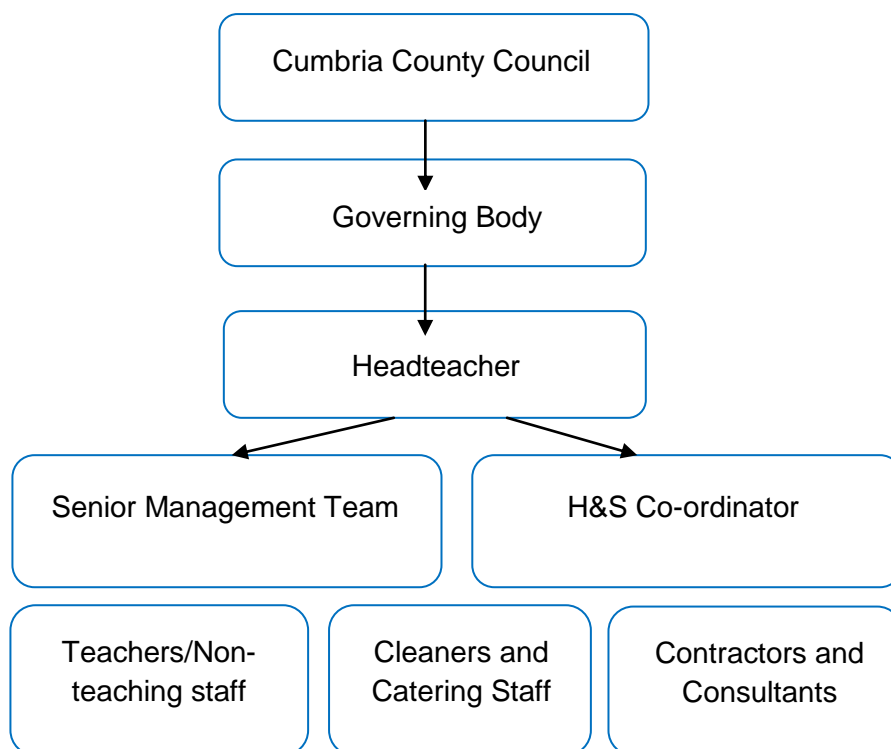 Cumbria County Council
Governing Body
Headteacher
Senior Management Team
H&S Co-ordinator
Teachers/Non-
teaching staff
Cleaners and
Catering Staff
Contractors and
Consultants